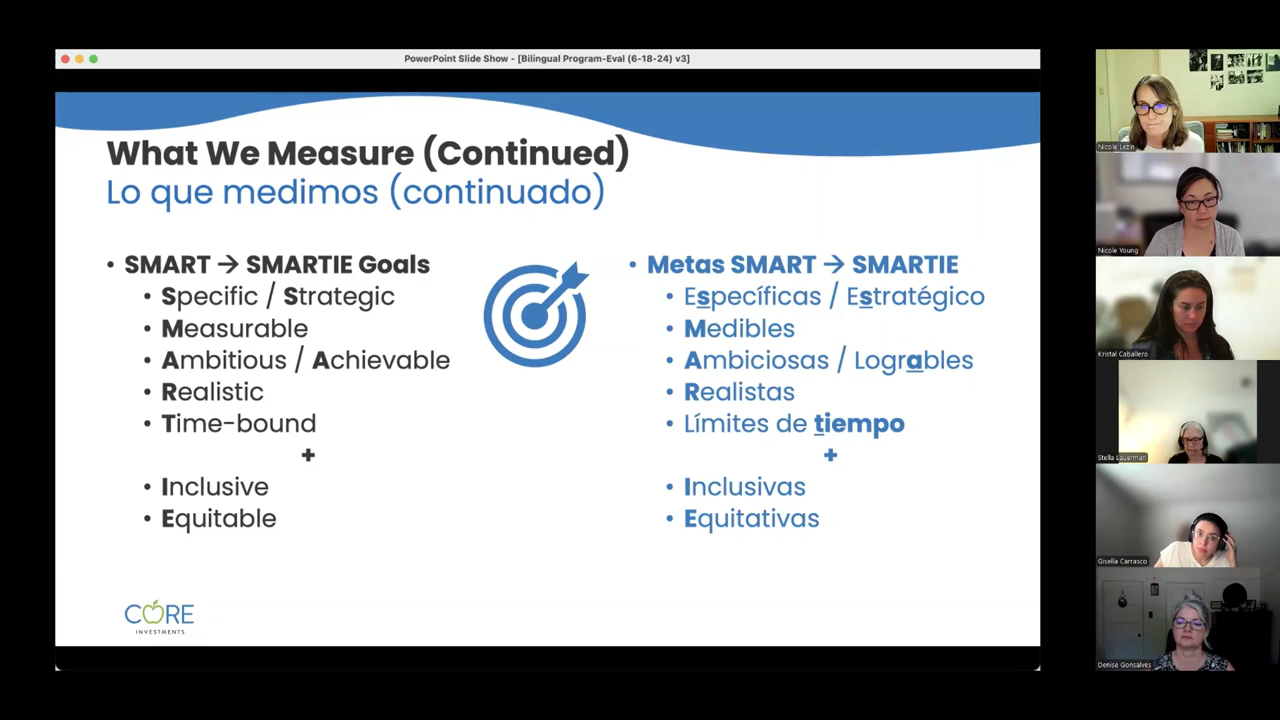 PowerPoint Slide Show - [Bilingual Program-Eval (6-18-24) v3]
What We Measure (Continued)
Lo que medimos (continuado)
• SMART → SMARTIE Goals
• Specific / Strategic
• Measurable
• Ambitious / Achievable
• Realistic
• Time-bound
+
• Inclusive
• Equitable
• Metas SMART → SMARTIE
• Específicas / Estratégico
• Medibles
• Ambiciosas / Logrables
• Realistas
• Límites de tiempo
+
• Inclusivas
• Equitativas
CORE
INVESTMENTS
Nicole Lezin
Nicole Young
Kristal Caballero
Stella Lauerman
Gisella Carrasco
Denise Gonsalves